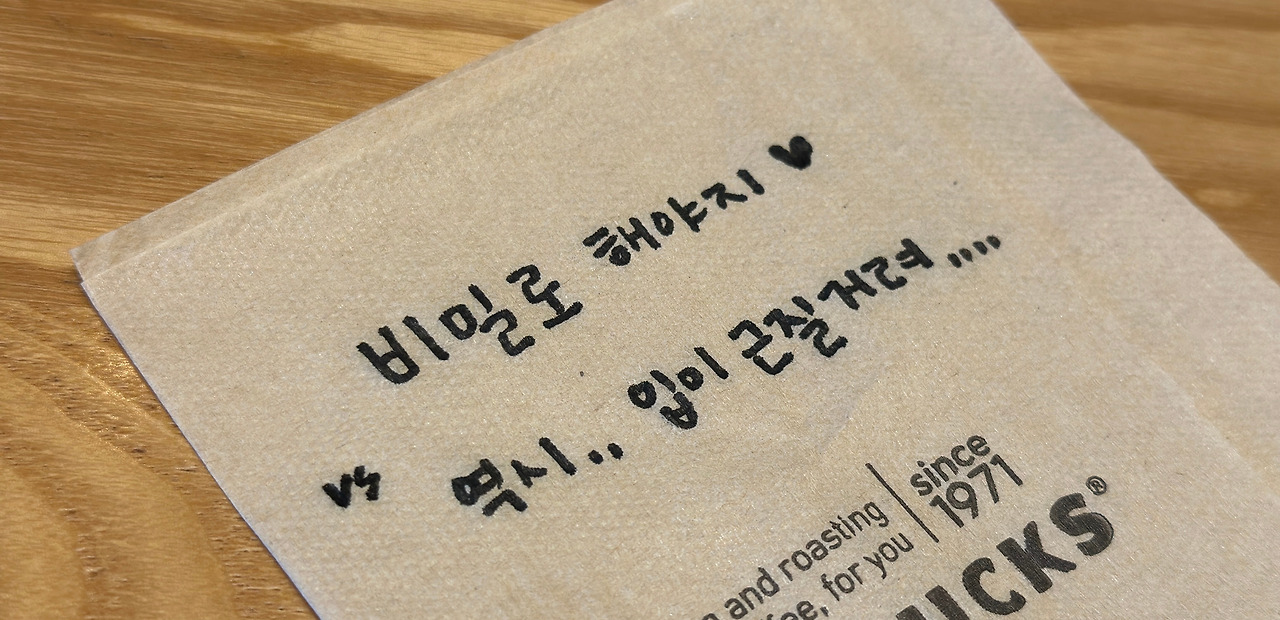 비밀로 해야지 ♥
vs 역시.. 입이 근질거려....
and roasting
for you
since
1971
UCKS®